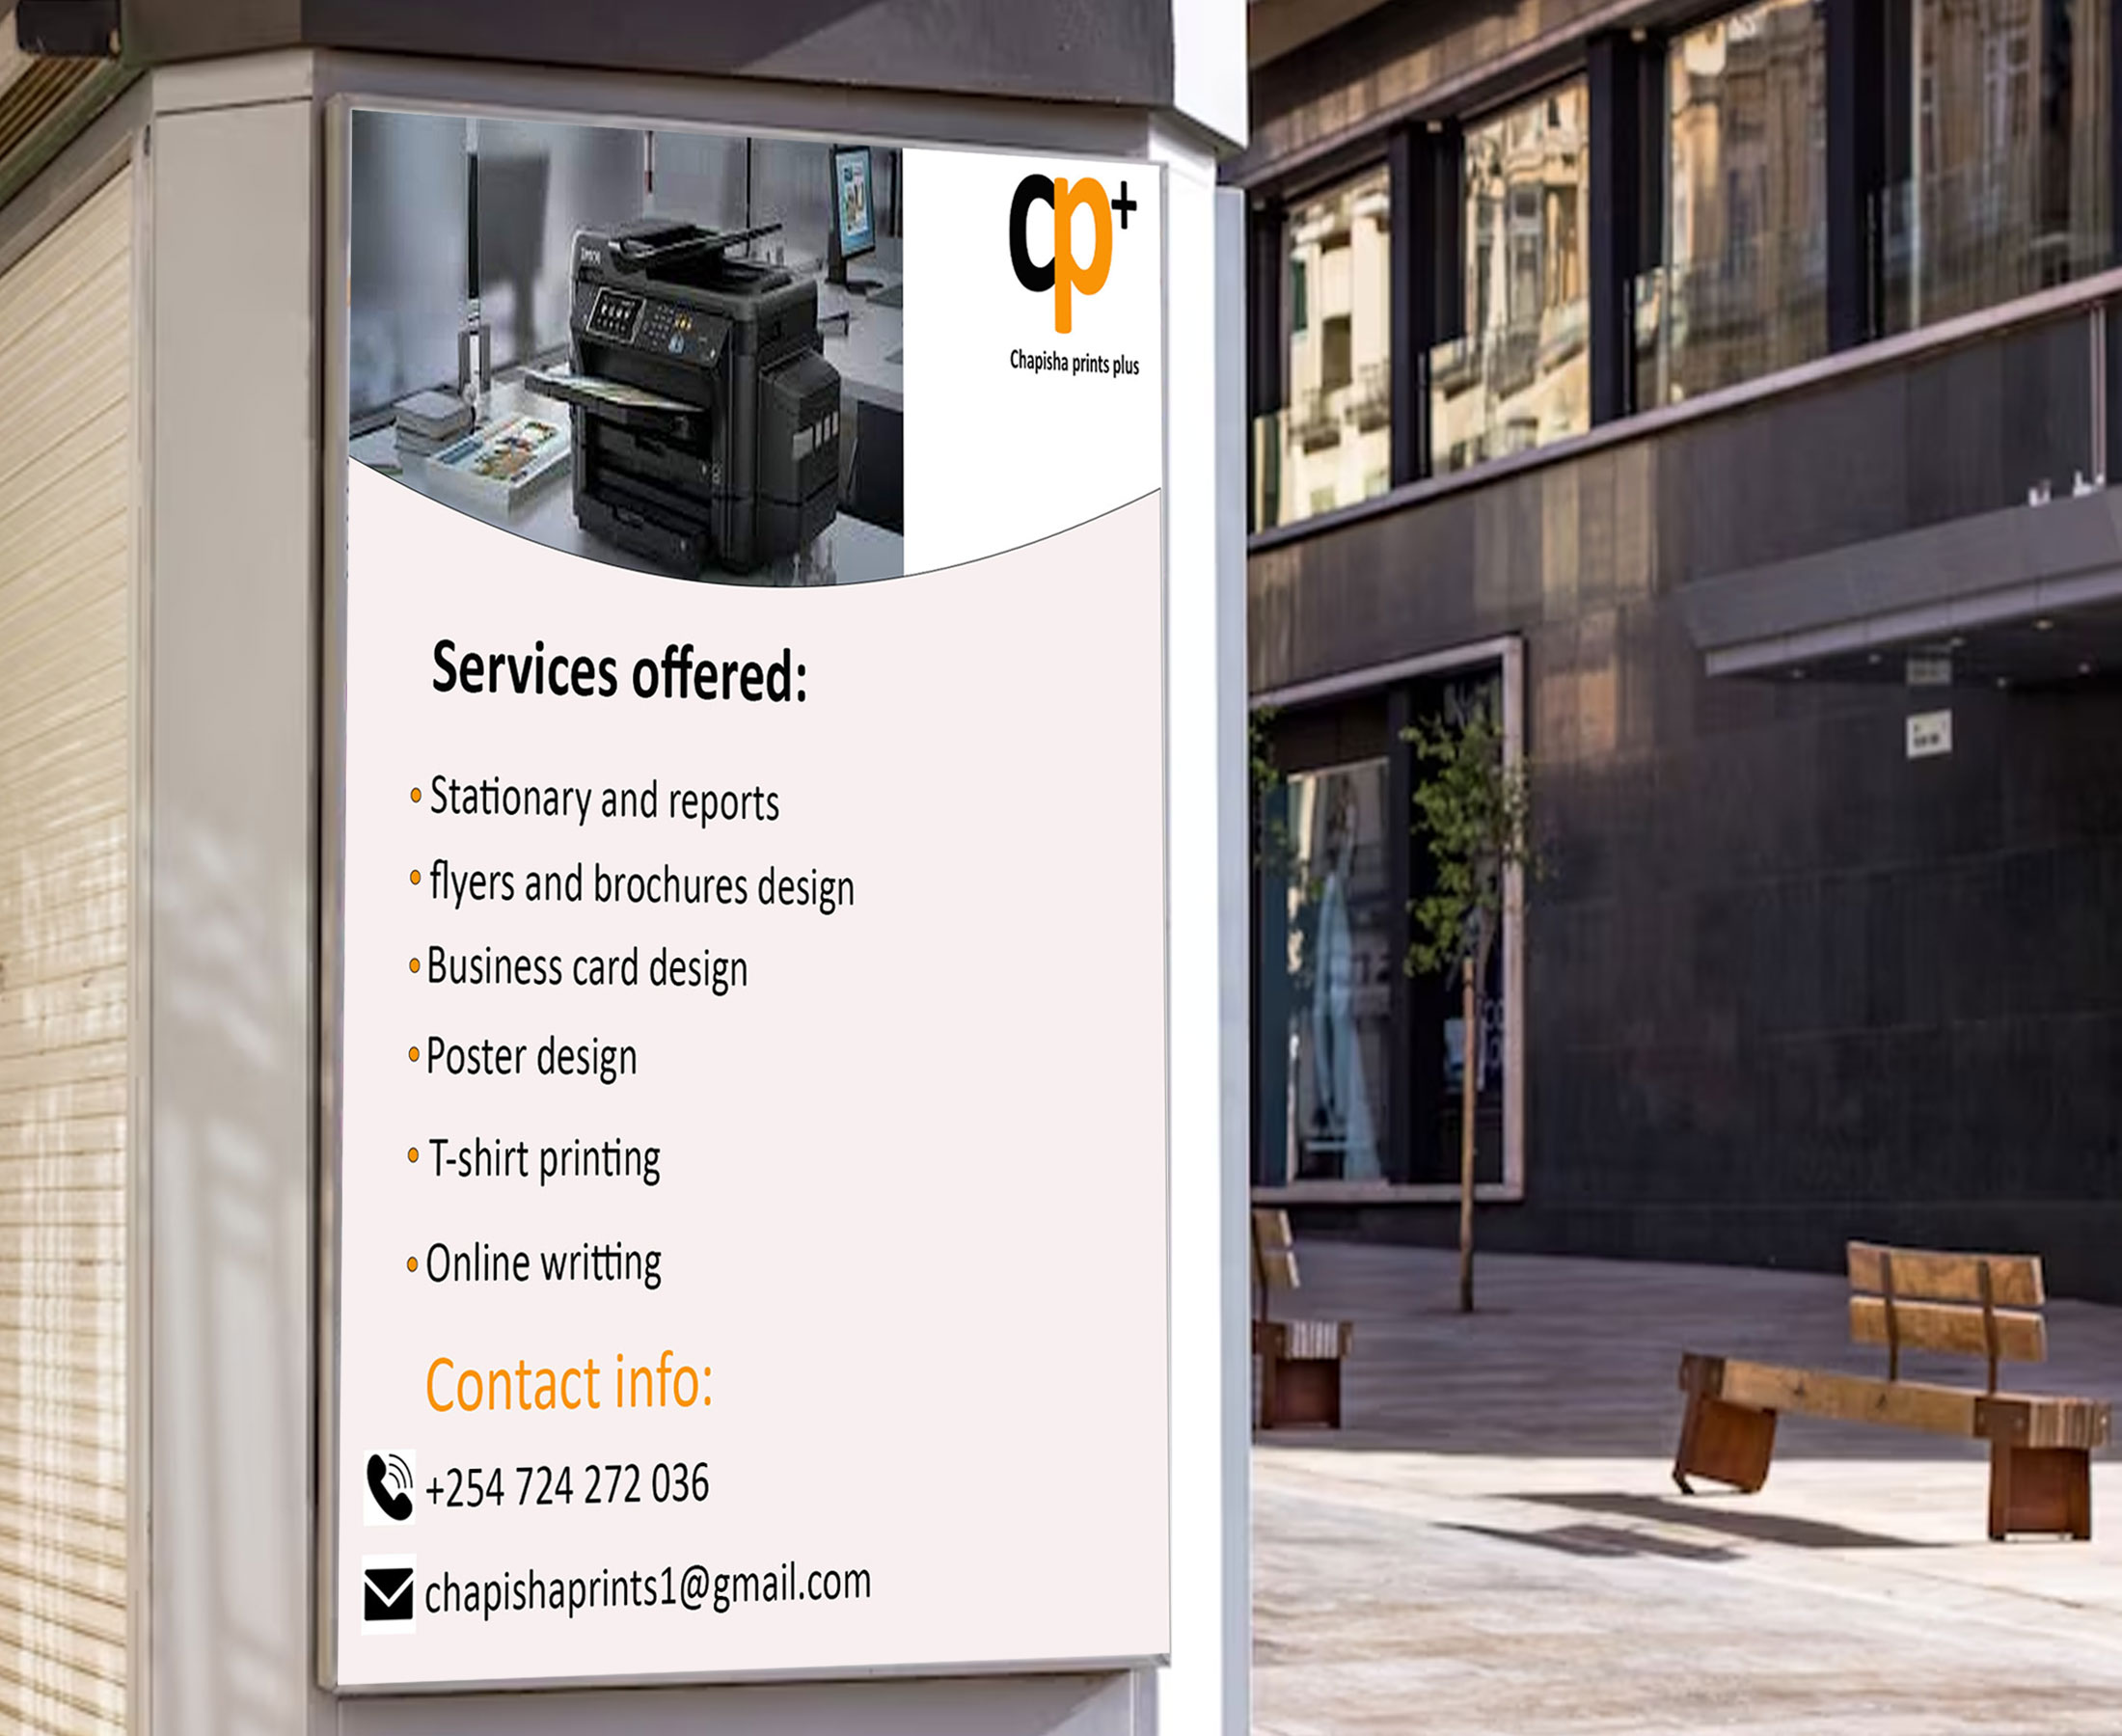 cp+
Chapisha prints plus
EPSON
Services offered:
Stationary and reports
flyers and brochures design
Business card design
Poster design
T-shirt printing
Online writting
Contact info:
+254 724 272 036
chapishaprints1@gmail.com